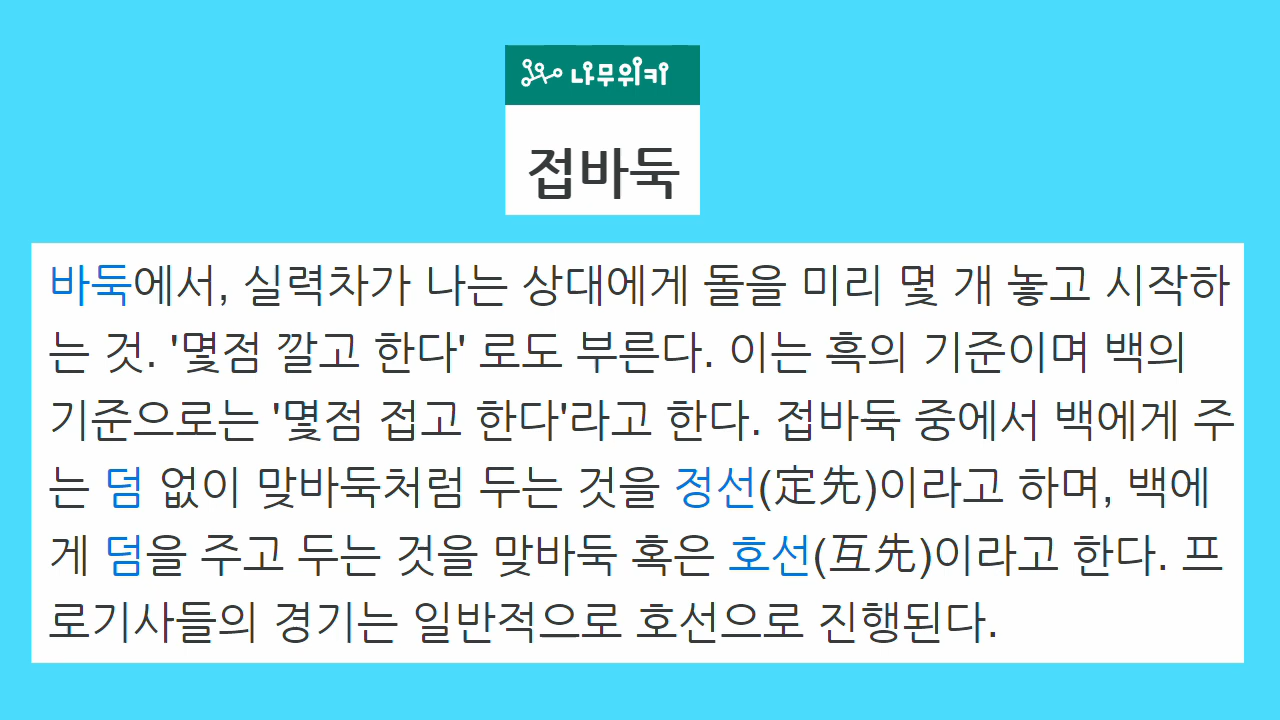 나무위키
접바둑
바둑에서, 실력차가 나는 상대에게 돌을 미리 몇 개 놓고 시작하
는 것. '몇점 깔고 한다' 로도 부른다. 이는 흑의 기준이며 백의
기준으로는 '몇점 접고 한다'라고 한다. 접바둑 중에서 백에게 주
는 덤 없이 맞바둑처럼 두는 것을 정선(定先)이라고 하며, 백에
게 덤을 주고 두는 것을 맞바둑 혹은 호선(互先)이라고 한다. 프
로기사들의 경기는 일반적으로 호선으로 진행된다.